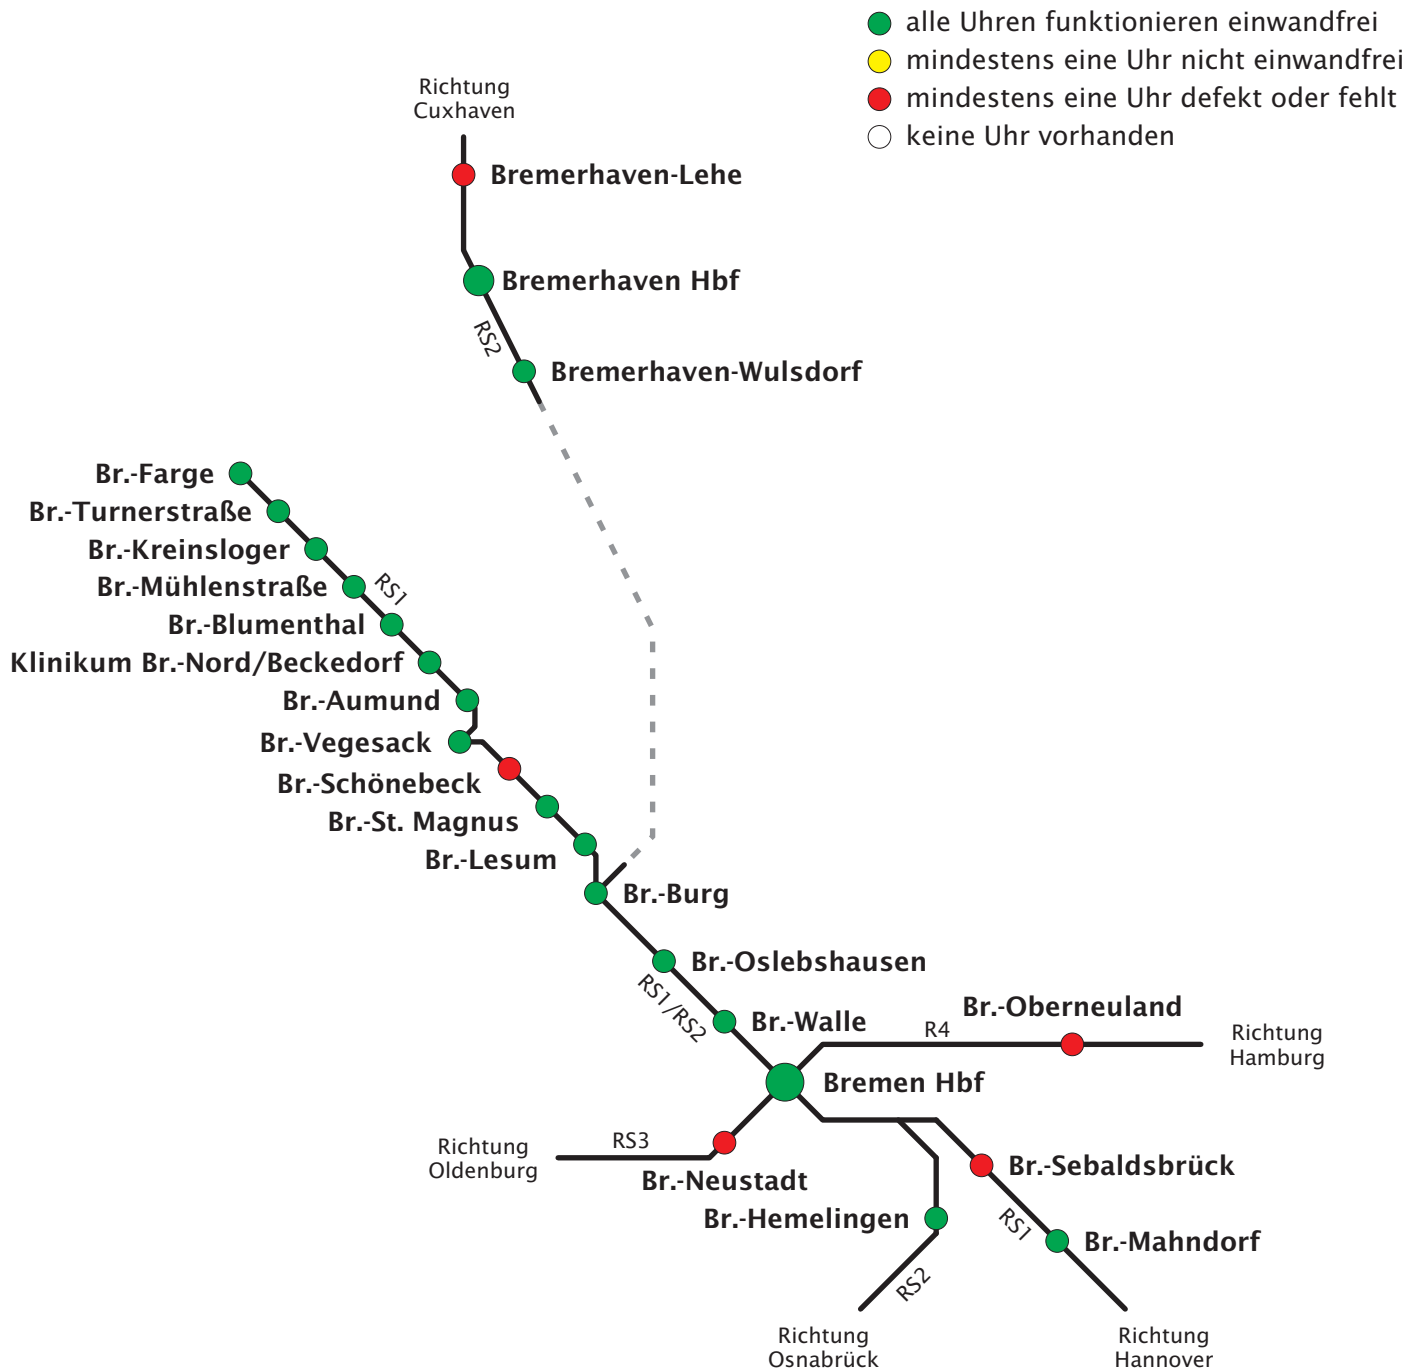 alle Uhren funktionieren einwandfrei
mindestens eine Uhr nicht einwandfrei
mindestens eine Uhr defekt oder fehlt
keine Uhr vorhanden
Richtung
Cuxhaven
Bremerhaven-Lehe
Bremerhaven Hbf
RS2
Bremerhaven-Wulsdorf
Br.-Farge
Br.-Turnerstraße
Br.-Kreinsloger
Br.-Mühlenstraße
RS1
Br.-Blumenthal
Klinikum Br.-Nord/Beckedorf
Br.-Aumund
Br.-Vegesack
Br.-Schönebeck
Br.-St. Magnus
Br.-Lesum
Br.-Burg
Br.-Oslebshausen
RS1/RS2
Br.-Walle
Br.-Oberneuland
R4
Richtung
Hamburg
Bremen Hbf
RS3
Richtung
Oldenburg
Br.-Neustadt
Br.-Sebaldsbrück
Br.-Hemelingen
RS1
Br.-Mahndorf
RS2
Richtung
Osnabrück
Richtung
Hannover